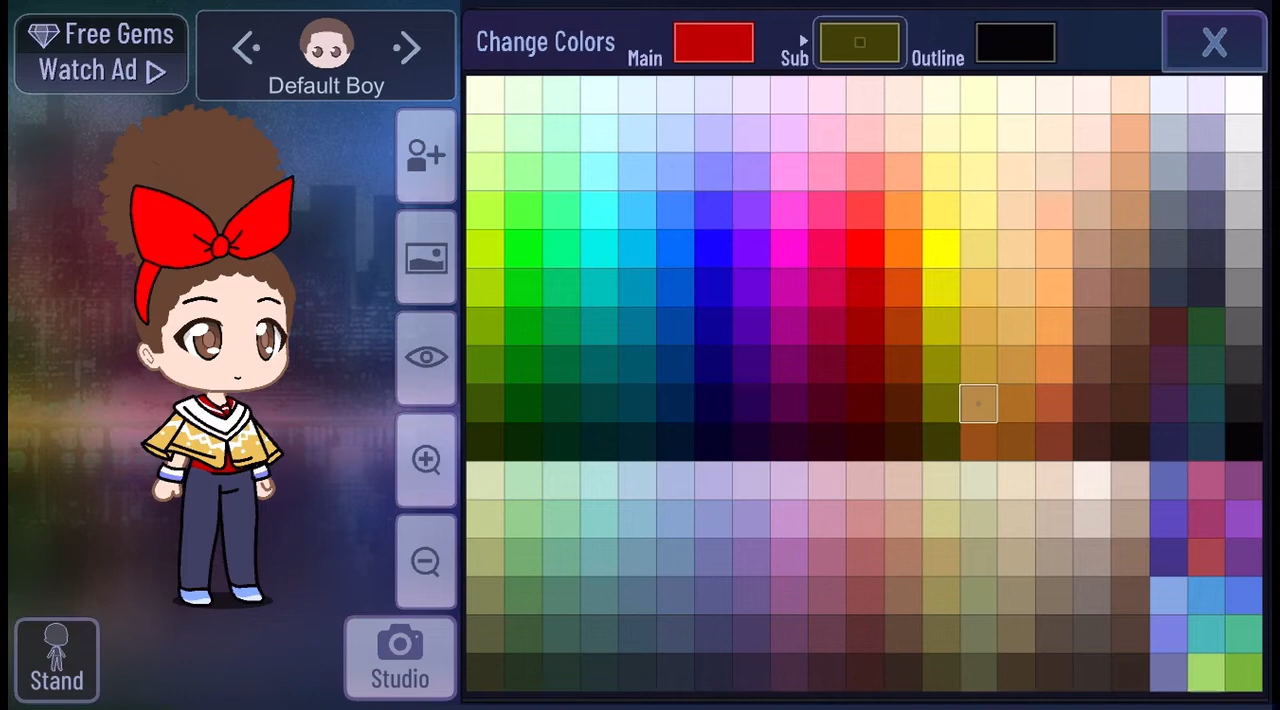 Free Gems
Watch Ad
Default Boy
Change Colors
Main
Sub
Outline
X
Stand
Studio